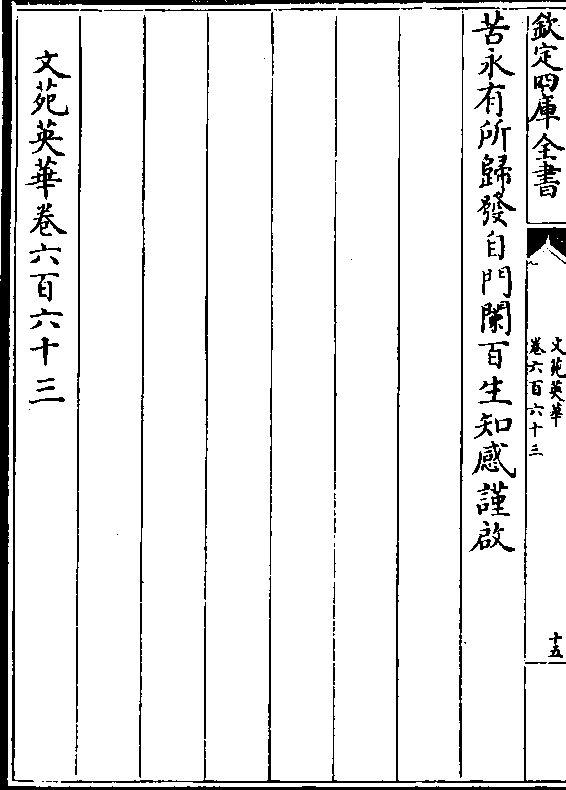 欽定四庫全書
文苑英華
卷六百六十三
十五
苦永有所歸發自門闌百生知感謹啟
文苑英華卷六百六十三